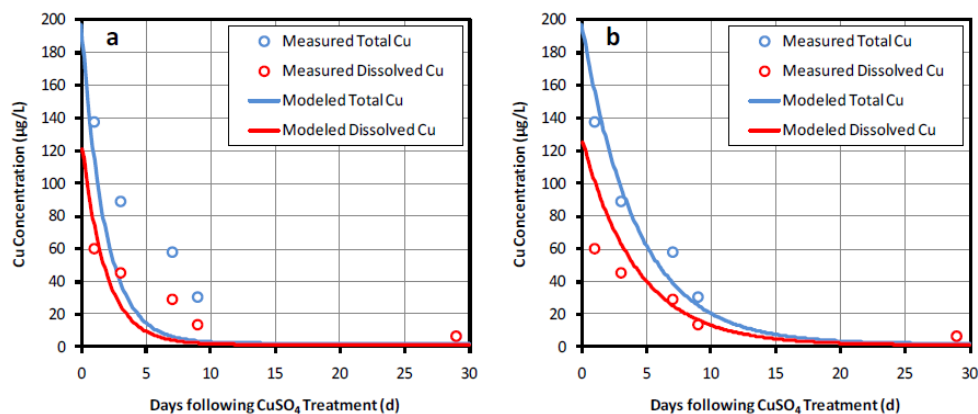 a
Measured Total Cu
Measured Dissolved Cu
Modeled Total Cu
Modeled Dissolved Cu
Cu Concentration (µg/L)
200
180
160
140
120
100
80
60
40
20
0
0 5 10 15 20 25 30
Days following CuSO₄ Treatment (d)
b
Measured Total Cu
Measured Dissolved Cu
Modeled Total Cu
Modeled Dissolved Cu
Cu Concentration (µg/L)
200
180
160
140
120
100
80
60
40
20
0
0 5 10 15 20 25 30
Days following CuSO₄ Treatment (d)